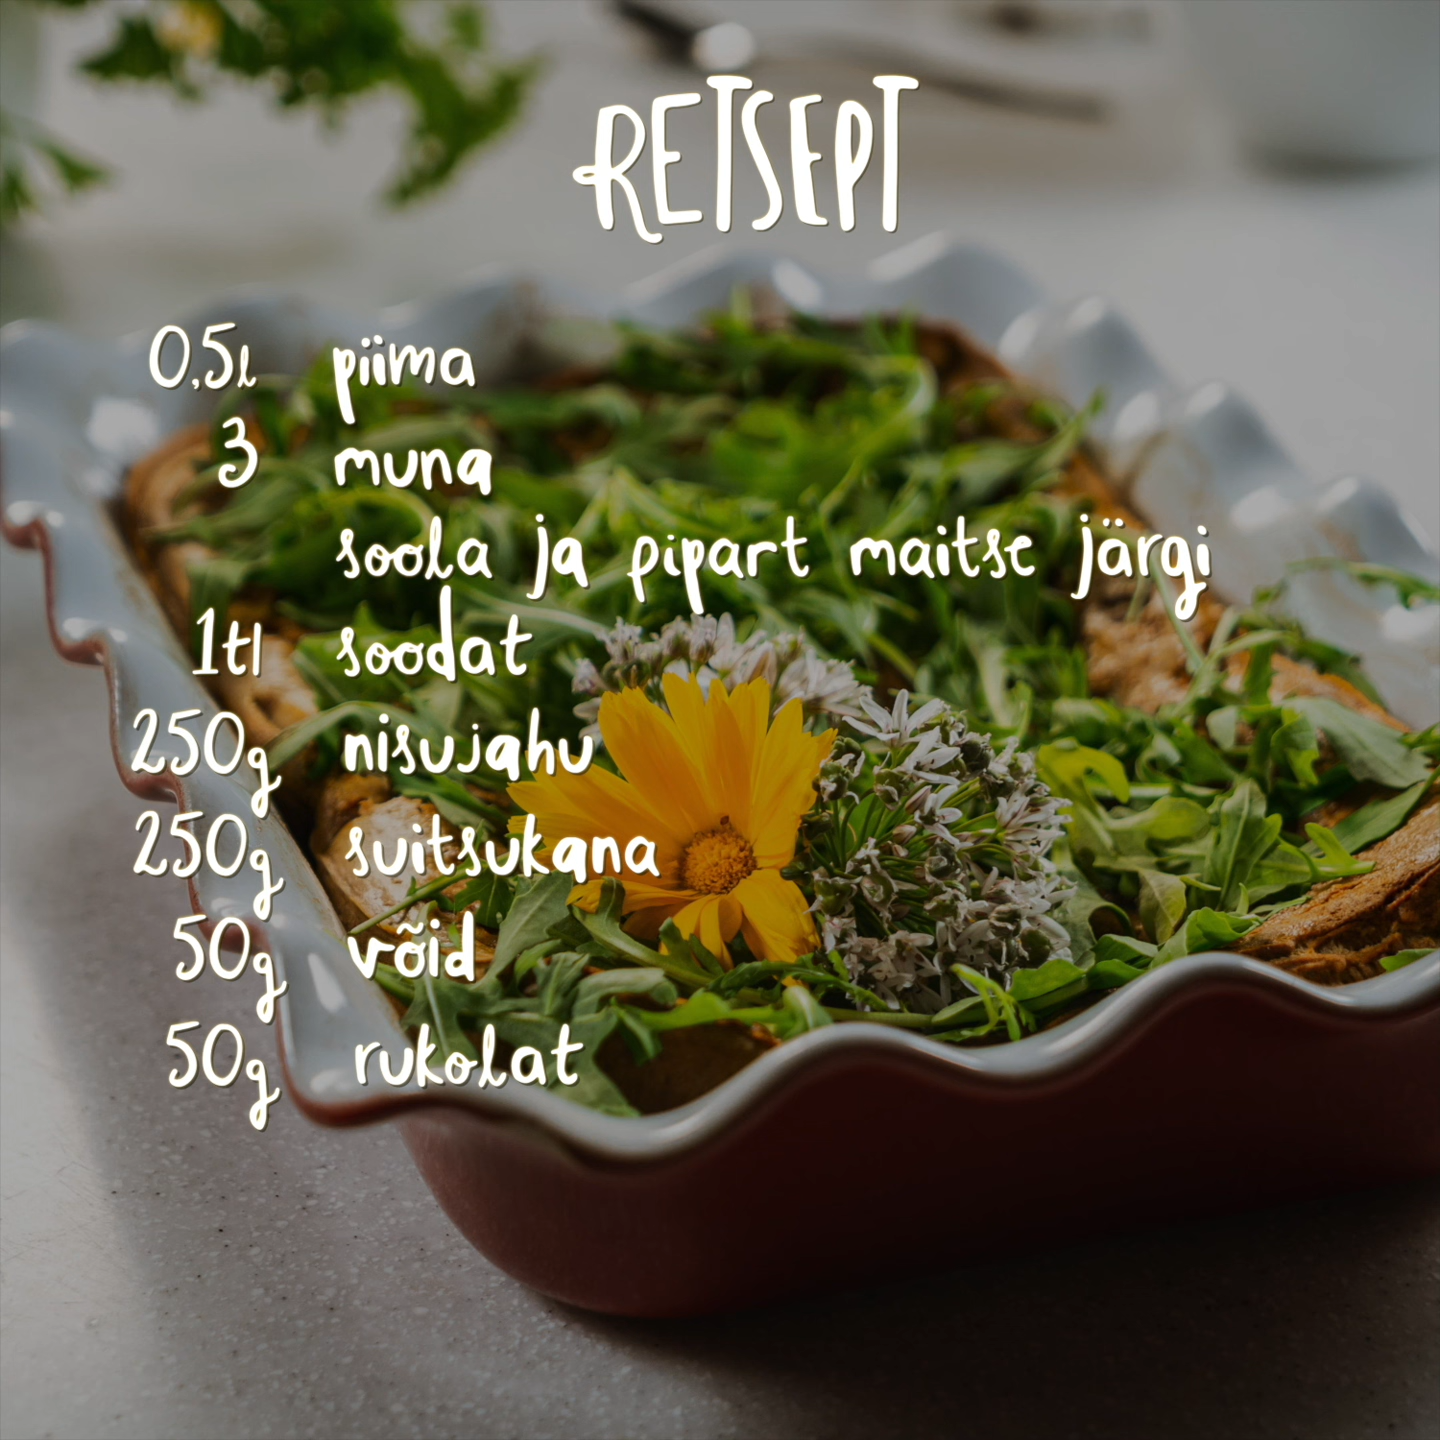 RETSEPT
0,5l piima
3 muna
soola ja pipart maitse järgi
1tl soodat
250g nisujahu
250g suitsukana
50g võid
50g rukolat